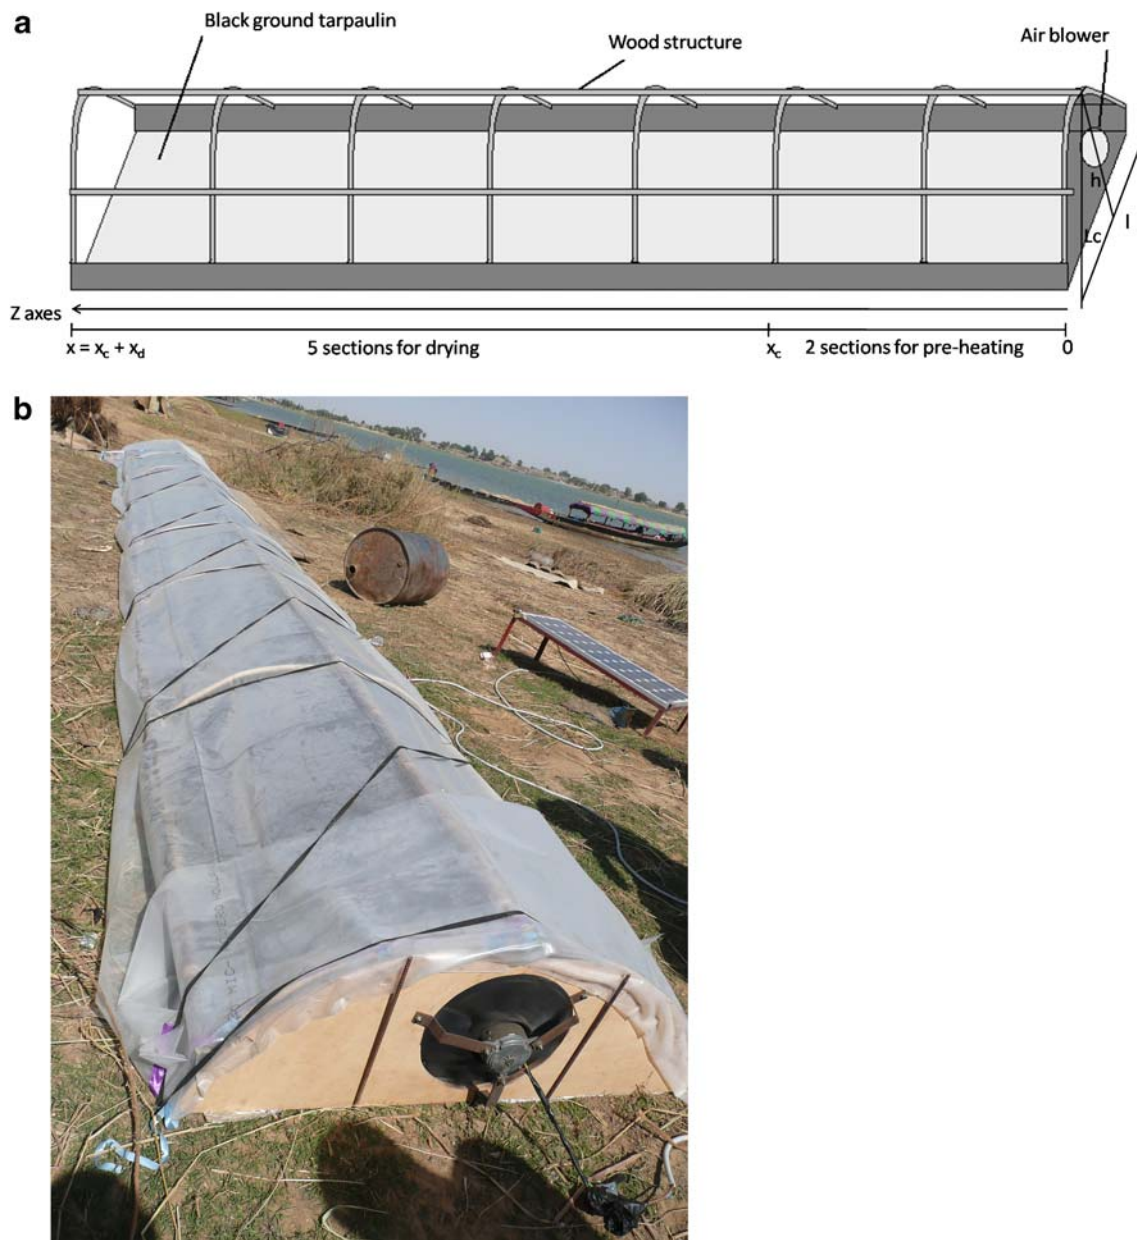 a
Black ground tarpaulin
Wood structure
Air blower
h
l
Lc
Z axes
x = xc + xd
5 sections for drying
xc
2 sections for pre-heating
0
b